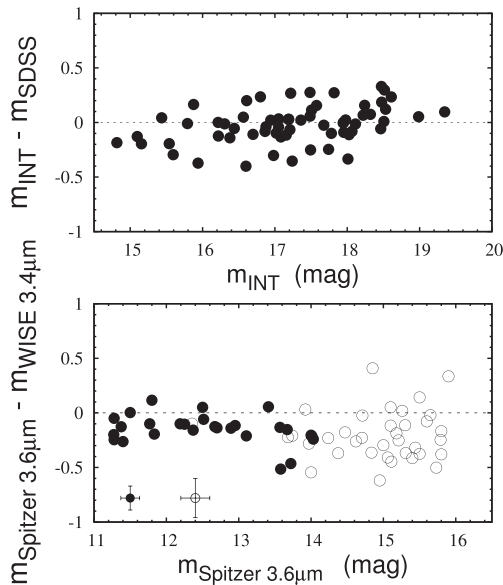 m_INT - m_SDSS
1
0.5
0
-0.5
-1
15 16 17 18 19 20
m_INT (mag)
m_Spitzer 3.6μm - m_WISE 3.4μm
1
0.5
0
-0.5
-1
11 12 13 14 15 16
m_Spitzer 3.6μm (mag)